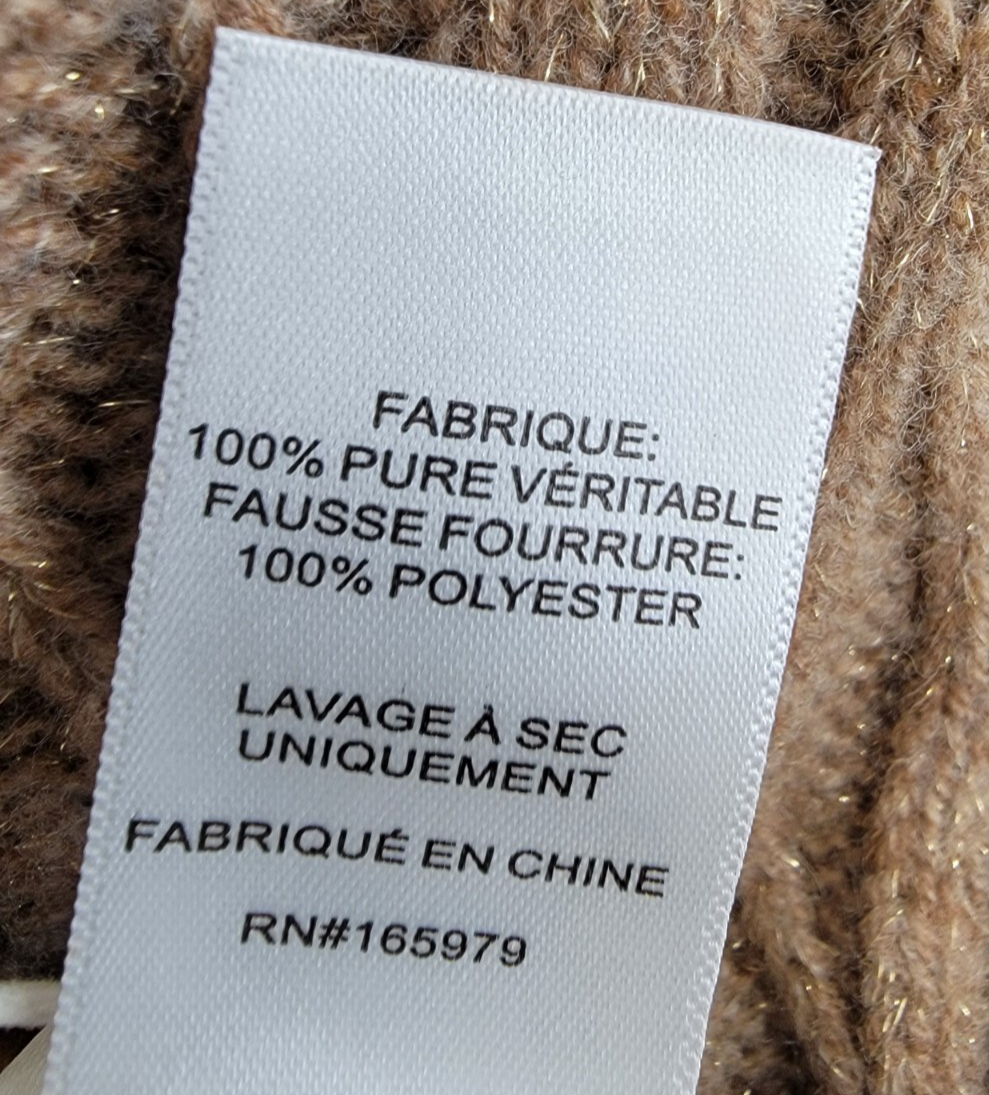 FABRIQUE:
100% PURE VÉRITABLE
FAUSSE FOURRURE:
100% POLYESTER
LAVAGE À SEC
UNIQUEMENT
FABRIQUÉ EN CHINE
RN#165979